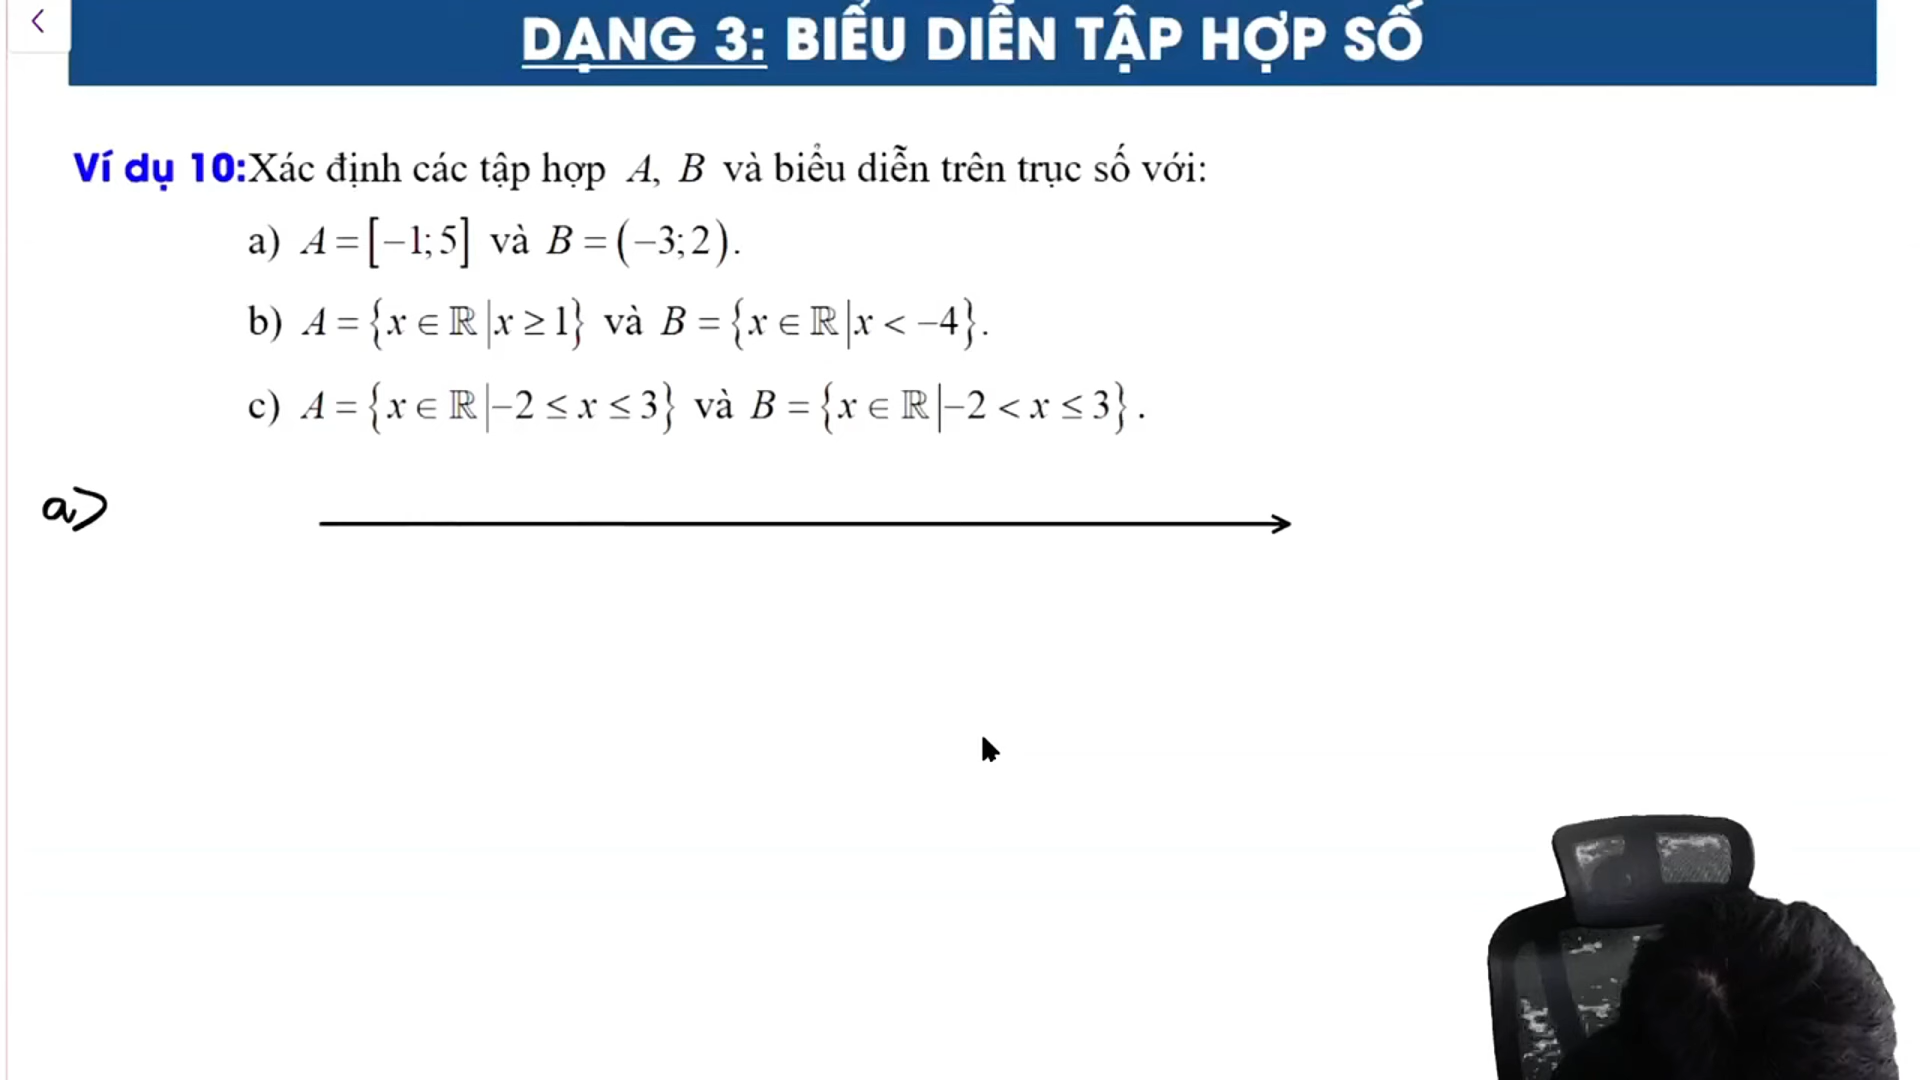 DẠNG 3: BIỂU DIỄN TẬP HỢP SỐ
Ví dụ 10:Xác định các tập hợp A, B và biểu diễn trên trục số với:
a) A = [−1; 5] và B = (−3; 2).
b) A = {x ∈ ℝ | x ≥ 1} và B = {x ∈ ℝ | x < −4}.
c) A = {x ∈ ℝ | −2 ≤ x ≤ 3} và B = {x ∈ ℝ | −2 < x ≤ 3}.
a)